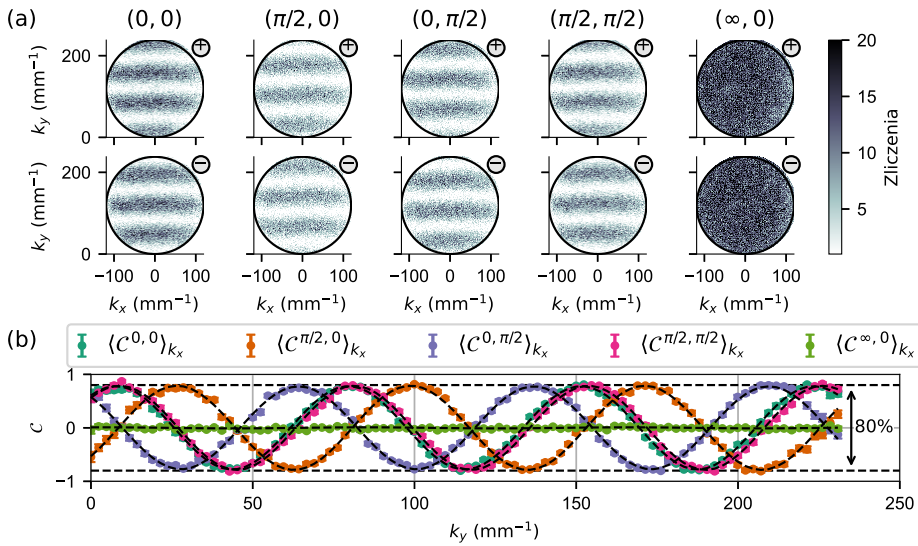 (a)
(0, 0) (π/2, 0) (0, π/2) (π/2, π/2) (∞, 0)
+ + + + +
200
0
k_y (mm⁻¹)
− − − − −
200
0
k_y (mm⁻¹)
−100 0 100 −100 0 100 −100 0 100 −100 0 100 −100 0 100
k_x (mm⁻¹) k_x (mm⁻¹) k_x (mm⁻¹) k_x (mm⁻¹) k_x (mm⁻¹)
20
15
10
5
Zliczenia
(b)
⟨𝒞^{0, 0}⟩_{k_x} ⟨𝒞^{π/2, 0}⟩_{k_x} ⟨𝒞^{0, π/2}⟩_{k_x} ⟨𝒞^{π/2, π/2}⟩_{k_x} ⟨𝒞^{∞, 0}⟩_{k_x}
1
0
−1
𝒞
80%
0 50 100 150 200 250
k_y (mm⁻¹)